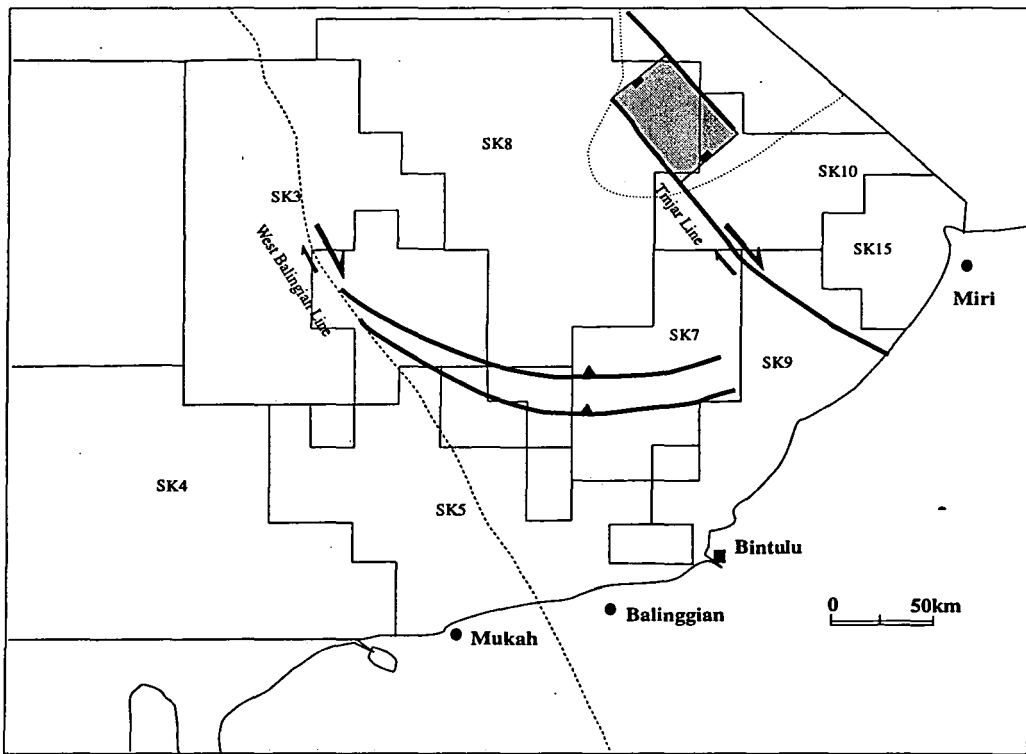 SK8
SK10
SK3
Tinjar Line
SK15
West Balingian Line
Miri
SK7
SK9
SK4
SK5
Bintulu
0 50km
Balinggian
Mukah